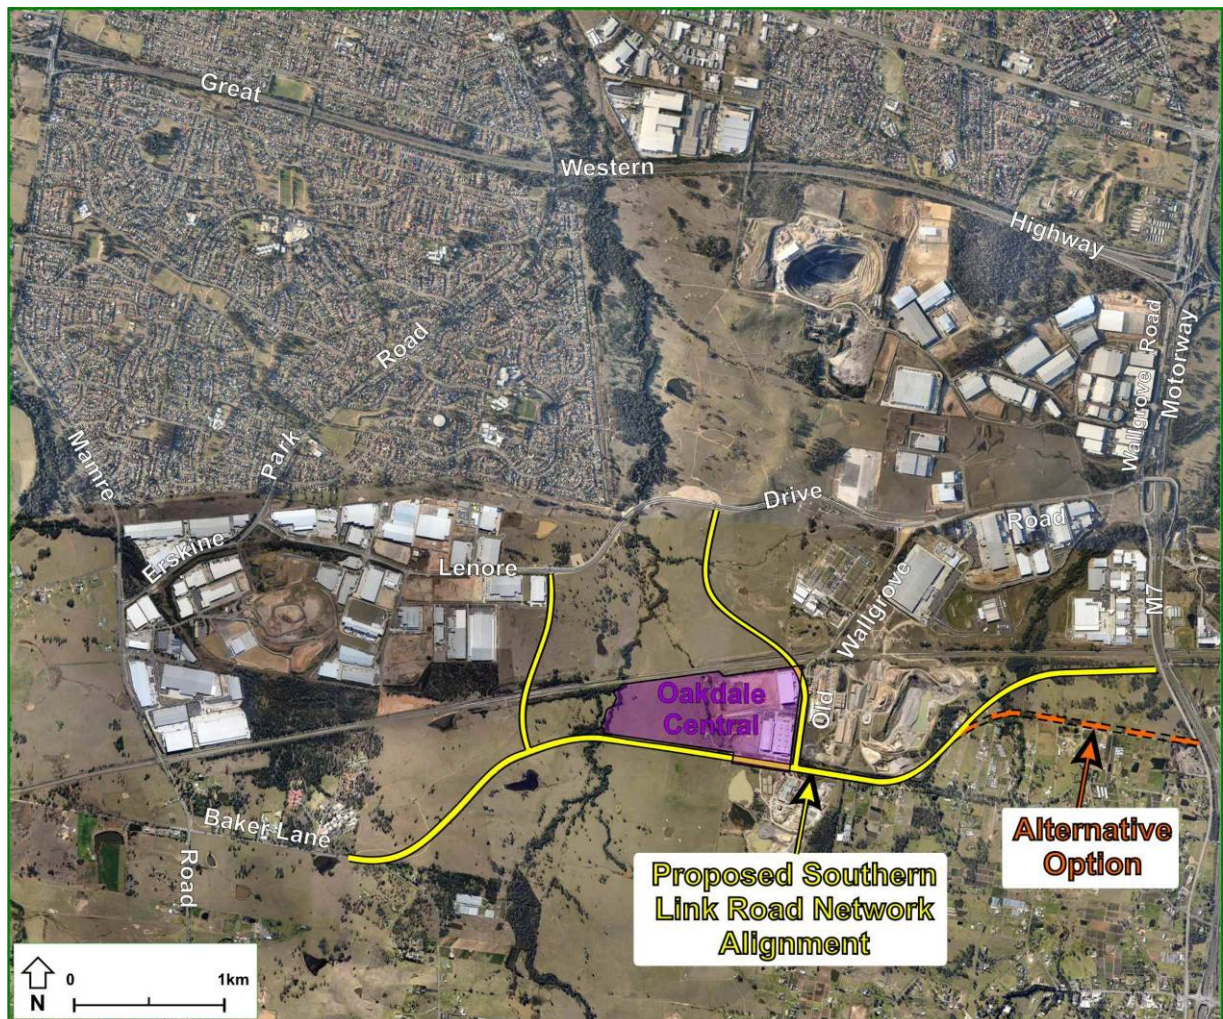 Great
Western
Highway
Wallgrove Road
Motorway
Road
Park
Mamre
Drive
Road
Erskine
Lenore
Wallgrove
M7
Oakdale
Central
Old
Baker Lane
Road
Alternative
Option
Proposed Southern
Link Road Network
Alignment
0 1km
N